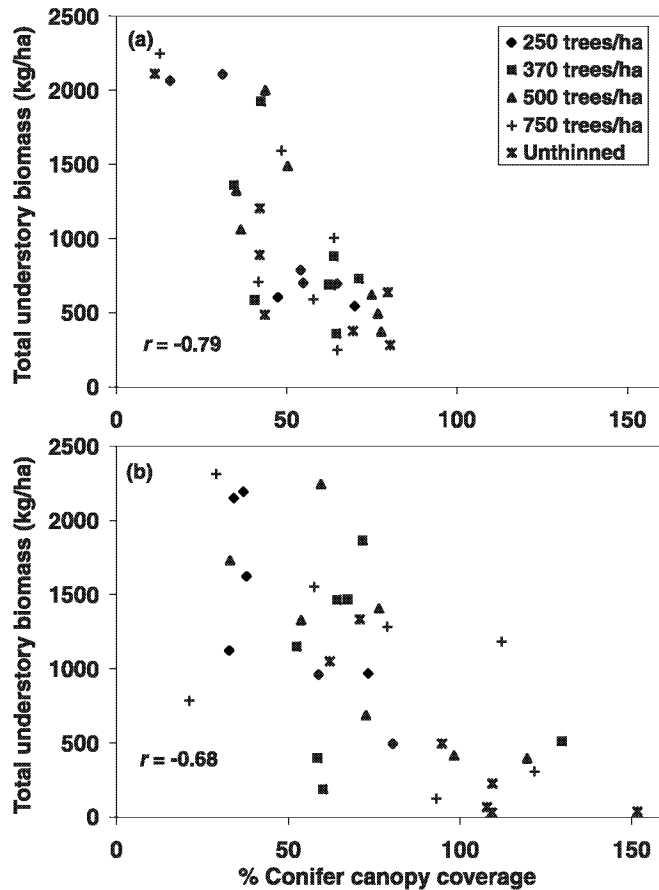 (a)
250 trees/ha
370 trees/ha
500 trees/ha
750 trees/ha
Unthinned
Total understory biomass (kg/ha)
2500
2000
1500
1000
500
0
r = -0.79
0 50 100 150
(b)
Total understory biomass (kg/ha)
2500
2000
1500
1000
500
0
r = -0.68
0 50 100 150
% Conifer canopy coverage